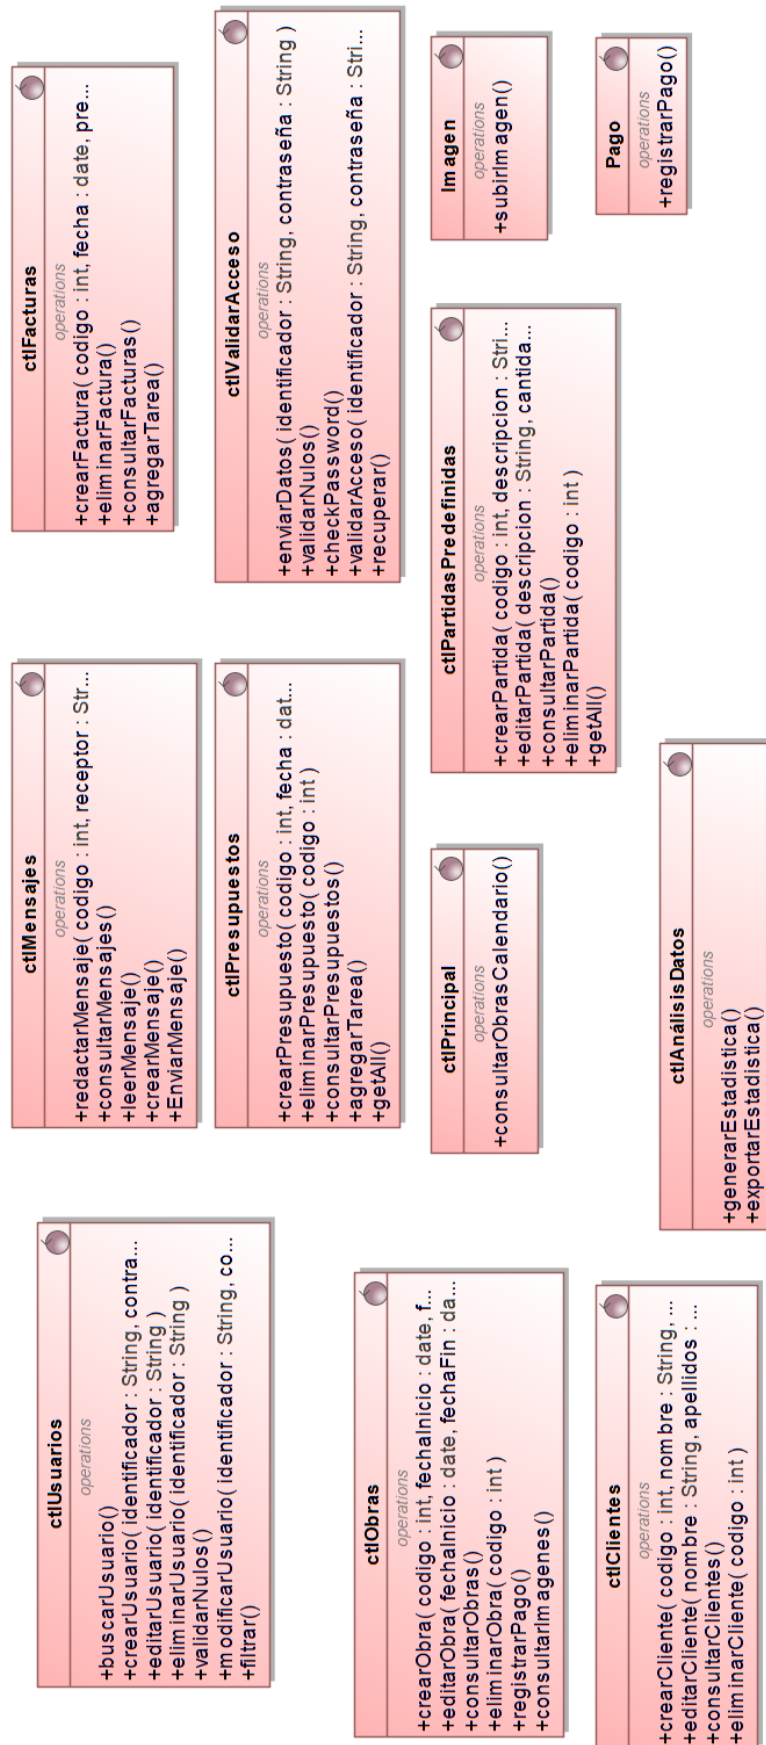 ctlUsuarios
operations
+buscarUsuario()
+crearUsuario( identificador : String, contra...
+editarUsuario( identificador : String )
+eliminarUsuario( identificador : String )
+validarNulos()
+modificarUsuario( identificador : String, co...
+filtrar()
ctlMensajes
operations
+redactarMensaje( codigo : int, receptor : Str...
+consultarMensajes()
+leerMensaje()
+crearMensaje()
+EnviarMensaje()
ctlFacturas
operations
+crearFactura( codigo : int, fecha : date, pre...
+eliminarFactura()
+consultarFacturas()
+agregarTarea()
ctlPresupuestos
operations
+crearPresupuesto( codigo : int, fecha : dat...
+eliminarPresupuesto( codigo : int )
+consultarPresupuestos()
+agregarTarea()
+getAll()
ctlValidarAcceso
operations
+enviarDatos( identificador : String, contraseña : String )
+validarNulos()
+checkPassword()
+validarAcceso( identificador : String, contraseña : Stri...
+recuperar()
ctlObras
operations
+crearObra( codigo : int, fechaInicio : date, f...
+editarObra( fechaInicio : date, fechaFin : da...
+consultarObras()
+eliminarObra( codigo : int )
+registrarPago()
+consultarImagenes()
ctlPrincipal
operations
+consultarObrasCalendario()
ctlPartidasPredefinidas
operations
+crearPartida( codigo : int, descripcion : Stri...
+editarPartida( descripcion : String, cantida...
+consultarPartida()
+eliminarPartida( codigo : int )
+getAll()
Imagen
operations
+subirImagen()
ctlClientes
operations
+crearCliente( codigo : int, nombre : String, ...
+editarCliente( nombre : String, apellidos : ...
+consultarClientes()
+eliminarCliente( codigo : int )
ctlAnálisisDatos
operations
+generarEstadistica()
+exportarEstadistica()
Pago
operations
+registrarPago()